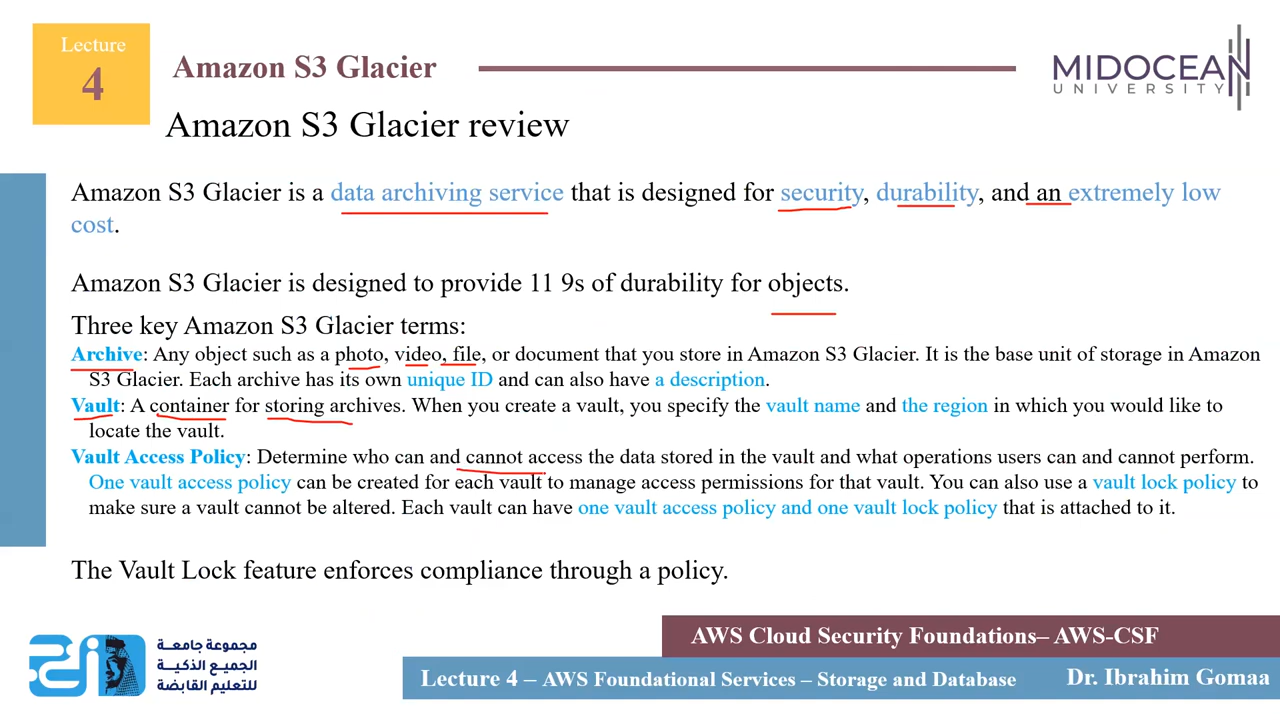 Lecture
4
Amazon S3 Glacier
MIDOCEAN
UNIVERSITY
Amazon S3 Glacier review
Amazon S3 Glacier is a data archiving service that is designed for security, durability, and an extremely low
cost.
Amazon S3 Glacier is designed to provide 11 9s of durability for objects.
Three key Amazon S3 Glacier terms:
Archive: Any object such as a photo, video, file, or document that you store in Amazon S3 Glacier. It is the base unit of storage in Amazon
S3 Glacier. Each archive has its own unique ID and can also have a description.
Vault: A container for storing archives. When you create a vault, you specify the vault name and the region in which you would like to
locate the vault.
Vault Access Policy: Determine who can and cannot access the data stored in the vault and what operations users can and cannot perform.
One vault access policy can be created for each vault to manage access permissions for that vault. You can also use a vault lock policy to
make sure a vault cannot be altered. Each vault can have one vault access policy and one vault lock policy that is attached to it.
The Vault Lock feature enforces compliance through a policy.
مجموعة جامعة
الجميع الذكية
للتعليم القابضة
AWS Cloud Security Foundations– AWS-CSF
Lecture 4 – AWS Foundational Services – Storage and Database
Dr. Ibrahim Gomaa